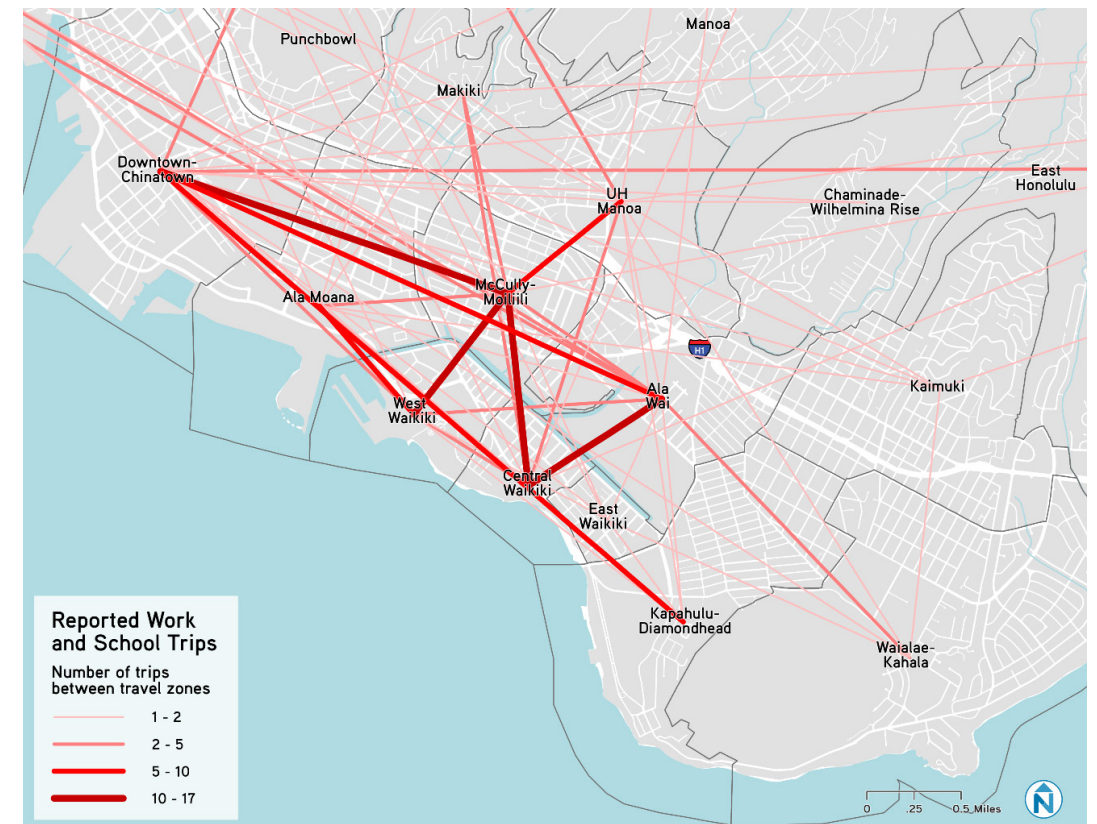 Manoa
Punchbowl
Makiki
Downtown-
Chinatown
East
Honolulu
UH
Manoa
Chaminade-
Wilhelmina Rise
McCully-
Moiliili
Ala Moana
H1
Kaimuki
Ala
Wai
West
Waikiki
Central
Waikiki
East
Waikiki
Kapahulu-
Diamondhead
Waialae-
Kahala
Reported Work
and School Trips
Number of trips
between travel zones
1 - 2
2 - 5
5 - 10
10 - 17
0 .25 0.5 Miles
N